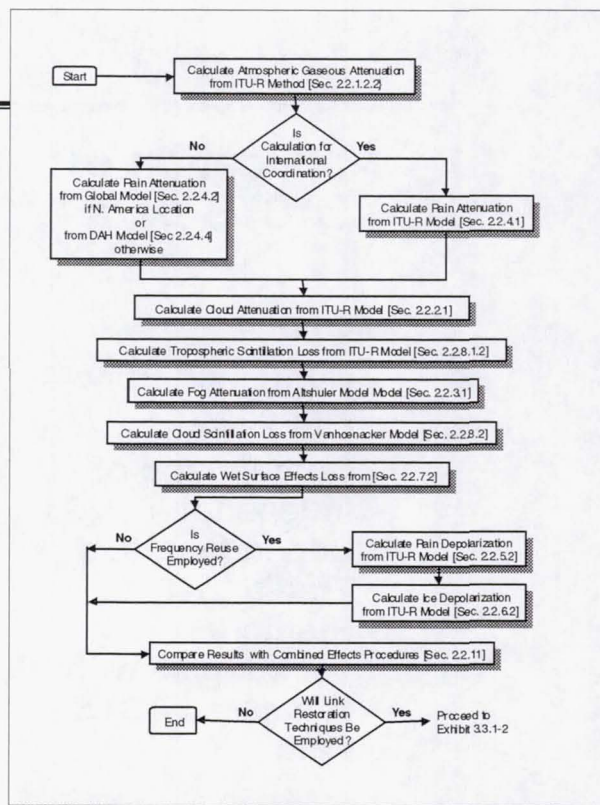 Start
Calculate Atmospheric Gaseous Attenuation
from ITU-R Method [Sec. 2.2.1.2.2]
Is
Calculation for
International
Coordination?
No
Yes
Calculate Rain Attenuation
from Global Model [Sec. 2.2.4.2]
if N. America Location
or
from DAH Model [Sec 2.2.4.4]
otherwise
Calculate Rain Attenuation
from ITU-R Model [Sec. 2.2.4.1]
Calculate Cloud Attenuation from ITU-R Model [Sec. 2.2.2.1]
Calculate Tropospheric Scintillation Loss from ITU-R Model [Sec. 2.2.8.1.2]
Calculate Fog Attenuation from Altshuler Model Model [Sec. 2.2.3.1]
Calculate Cloud Scintillation Loss from Vanhoenacker Model [Sec. 2.2.8.2]
Calculate Wet Surface Effects Loss from [Sec. 2.2.7.2]
No
Is
Frequency Reuse
Employed?
Yes
Calculate Rain Depolarization
from ITU-R Model [Sec. 2.2.5.2]
Calculate Ice Depolarization
from ITU-R Model [Sec. 2.2.6.2]
Compare Results with Combined Effects Procedures [Sec. 2.2.11]
End
No
Will Link
Restoration
Techniques Be
Employed?
Yes
Proceed to
Exhibit 3.3.1-2